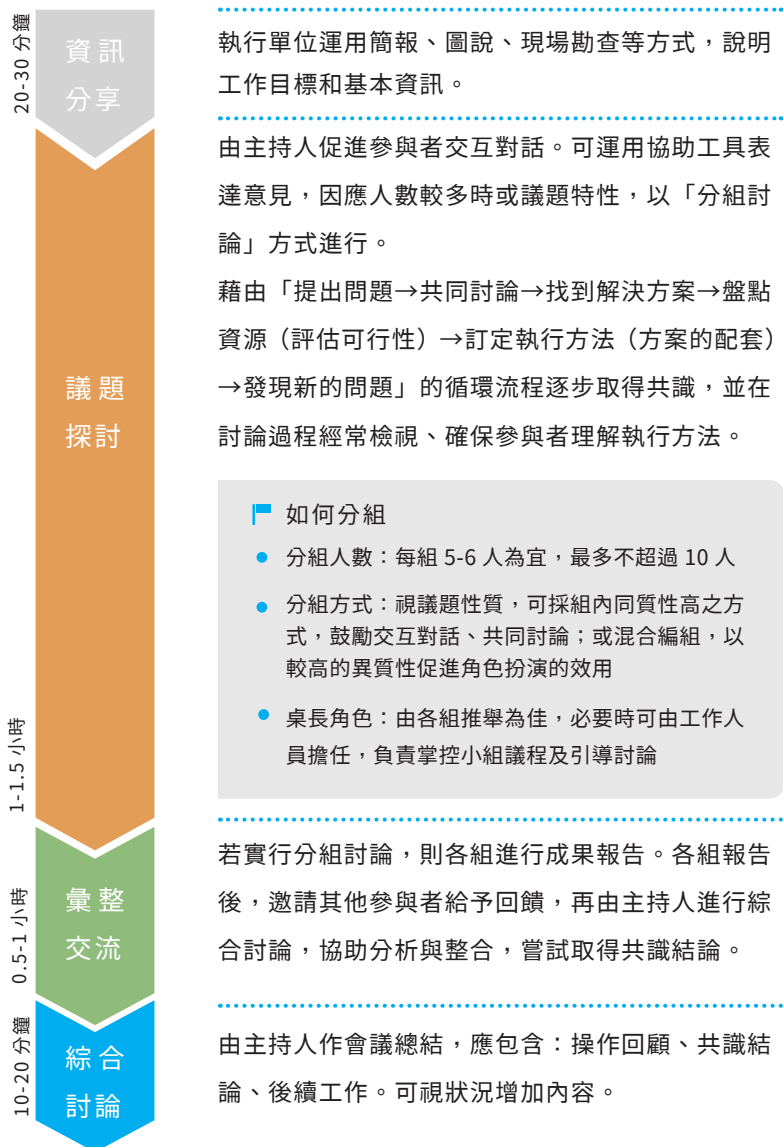 20-30 分鐘
資訊
分享
執行單位運用簡報、圖說、現場勘查等方式，說明
工作目標和基本資訊。
議題
探討
1-1.5 小時
由主持人促進參與者交互對話。可運用協助工具表
達意見，因應人數較多時或議題特性，以「分組討
論」方式進行。
藉由「提出問題→共同討論→找到解決方案→盤點
資源（評估可行性）→訂定執行方法（方案的配套）
→發現新的問題」的循環流程逐步取得共識，並在
討論過程經常檢視、確保參與者理解執行方法。
如何分組
分組人數：每組 5-6 人為宜，最多不超過 10 人
分組方式：視議題性質，可採組內同質性高之方
式，鼓勵交互對話、共同討論；或混合編組，以
較高的異質性促進角色扮演的效用
桌長角色：由各組推舉為佳，必要時可由工作人
員擔任，負責掌控小組議程及引導討論
0.5-1 小時
彙整
交流
若實行分組討論，則各組進行成果報告。各組報告
後，邀請其他參與者給予回饋，再由主持人進行綜
合討論，協助分析與整合，嘗試取得共識結論。
10-20 分鐘
綜合
討論
由主持人作會議總結，應包含：操作回顧、共識結
論、後續工作。可視狀況增加內容。